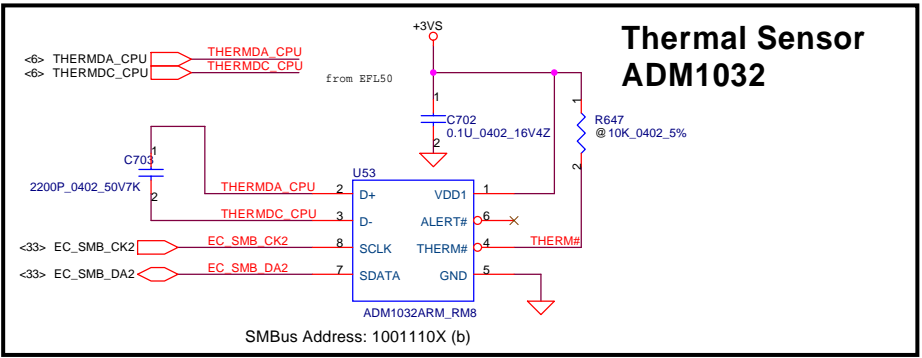 Thermal Sensor
ADM1032
+3VS
<6> THERMDA_CPU
THERMDA_CPU
<6> THERMDC_CPU
THERMDC_CPU
from EFL50
1
C702
0.1U_0402_16V4Z
2
1
R647
@10K_0402_5%
2
1
C703
2200P_0402_50V7K
2
U53
THERMDA_CPU 2 D+ VDD1 1
THERMDC_CPU 3 D- ALERT# 6
<33> EC_SMB_CK2 EC_SMB_CK2 8 SCLK THERM# 4 THERM#
<33> EC_SMB_DA2 EC_SMB_DA2 7 SDATA GND 5
ADM1032ARM_RM8
SMBus Address: 1001110X (b)